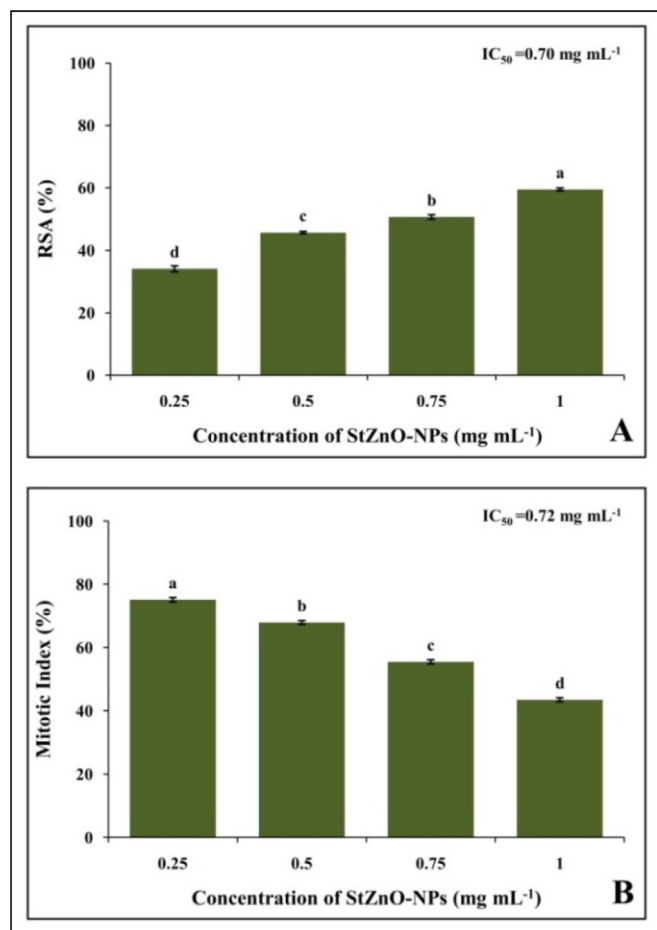 IC50 =0.70 mg mL-1
100
80
60
40
20
0
RSA (%)
d
c
b
a
0.25 0.5 0.75 1
Concentration of StZnO-NPs (mg mL-1)
A
IC50 =0.72 mg mL-1
100
80
60
40
20
0
Mitotic Index (%)
a
b
c
d
0.25 0.5 0.75 1
Concentration of StZnO-NPs (mg mL-1)
B